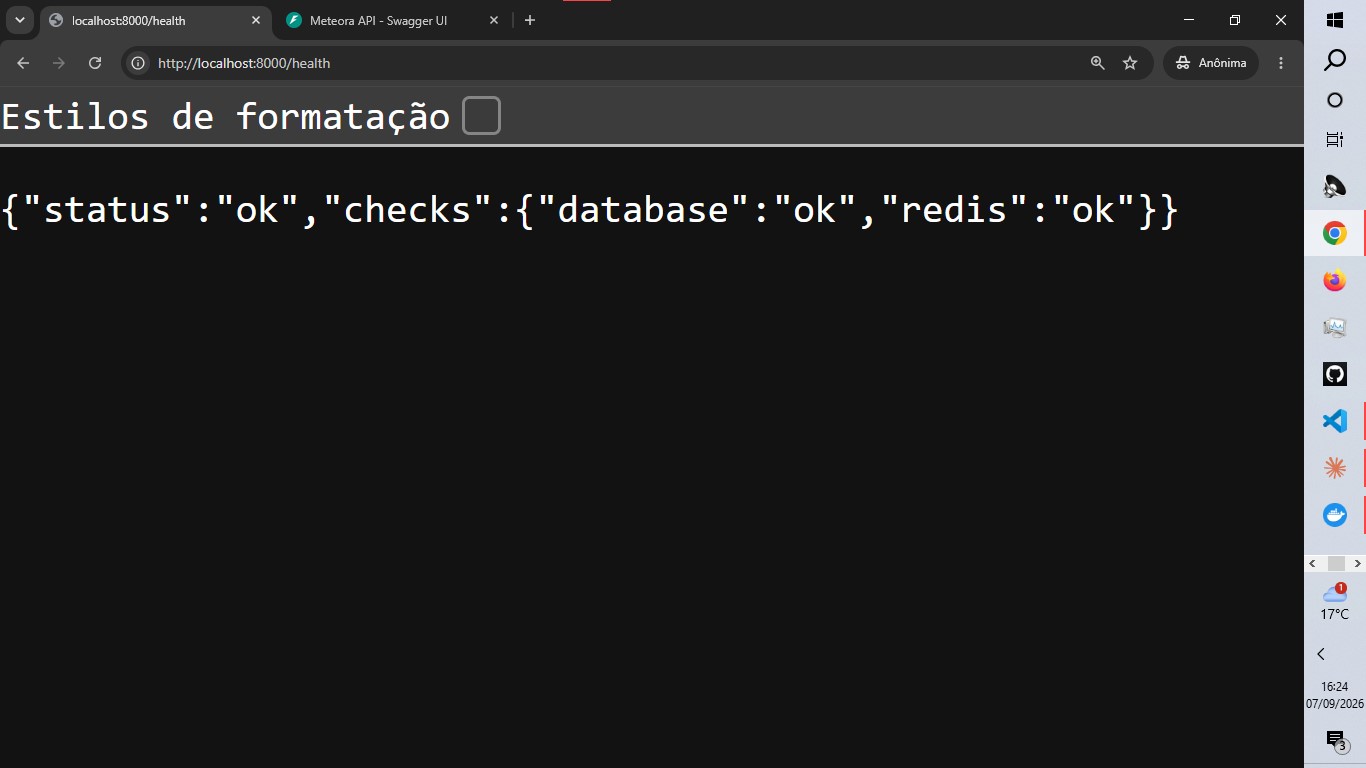 localhost:8000/health
Meteora API - Swagger UI
http://localhost:8000/health
Anônima
Estilos de formatação
{"status":"ok","checks":{"database":"ok","redis":"ok"}}
1
17°C
16:24
07/09/2026
3